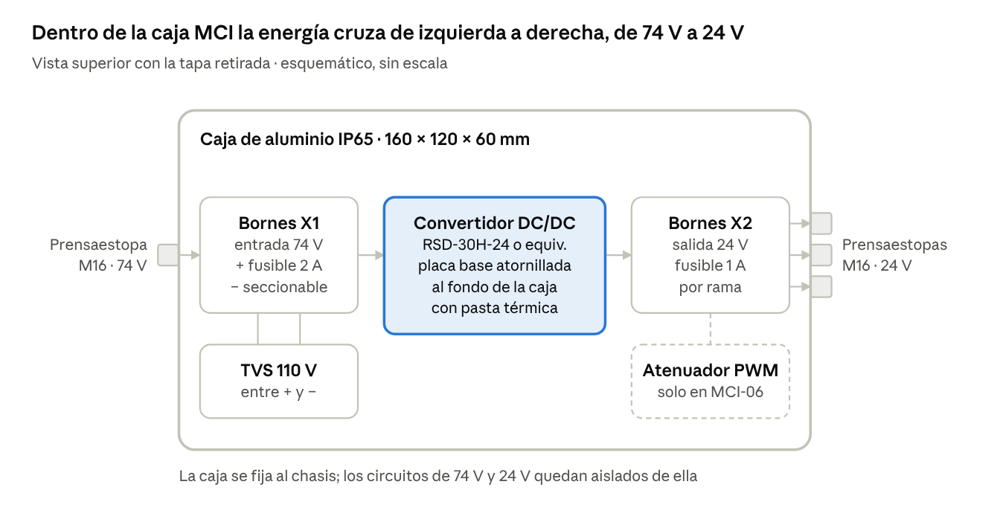 Dentro de la caja MCI la energía cruza de izquierda a derecha, de 74 V a 24 V
Vista superior con la tapa retirada · esquemático, sin escala
Caja de aluminio IP65 · 160 × 120 × 60 mm
Prensaestopa
M16 · 74 V
Bornes X1
entrada 74 V
+ fusible 2 A
− seccionable
Convertidor DC/DC
RSD-30H-24 o equiv.
placa base atornillada
al fondo de la caja
con pasta térmica
Bornes X2
salida 24 V
fusible 1 A
por rama
Prensaestopas
M16 · 24 V
TVS 110 V
entre + y −
Atenuador PWM
solo en MCI-06
La caja se fija al chasis; los circuitos de 74 V y 24 V quedan aislados de ella